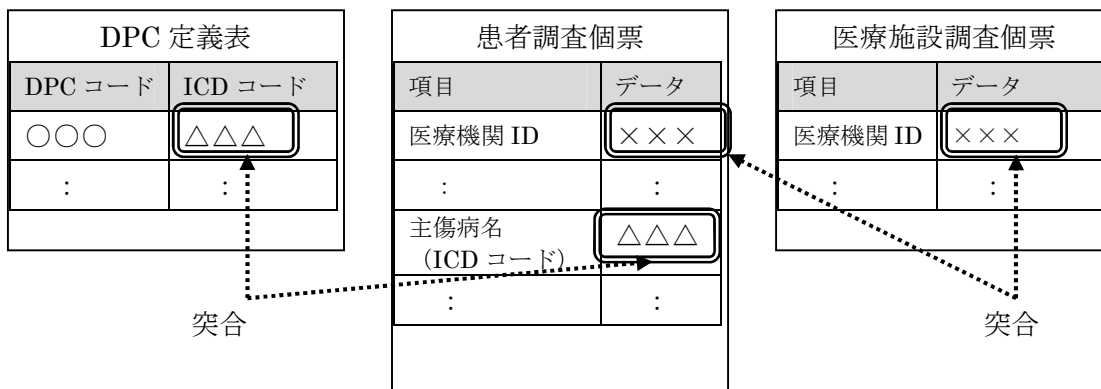 DPC 定義表
DPC コード ICD コード
○○○ △△△
： ：
突合
患者調査個票
項目 データ
医療機関 ID ×××
： ：
主傷病名
（ICD コード） △△△
： ：
医療施設調査個票
項目 データ
医療機関 ID ×××
： ：
突合